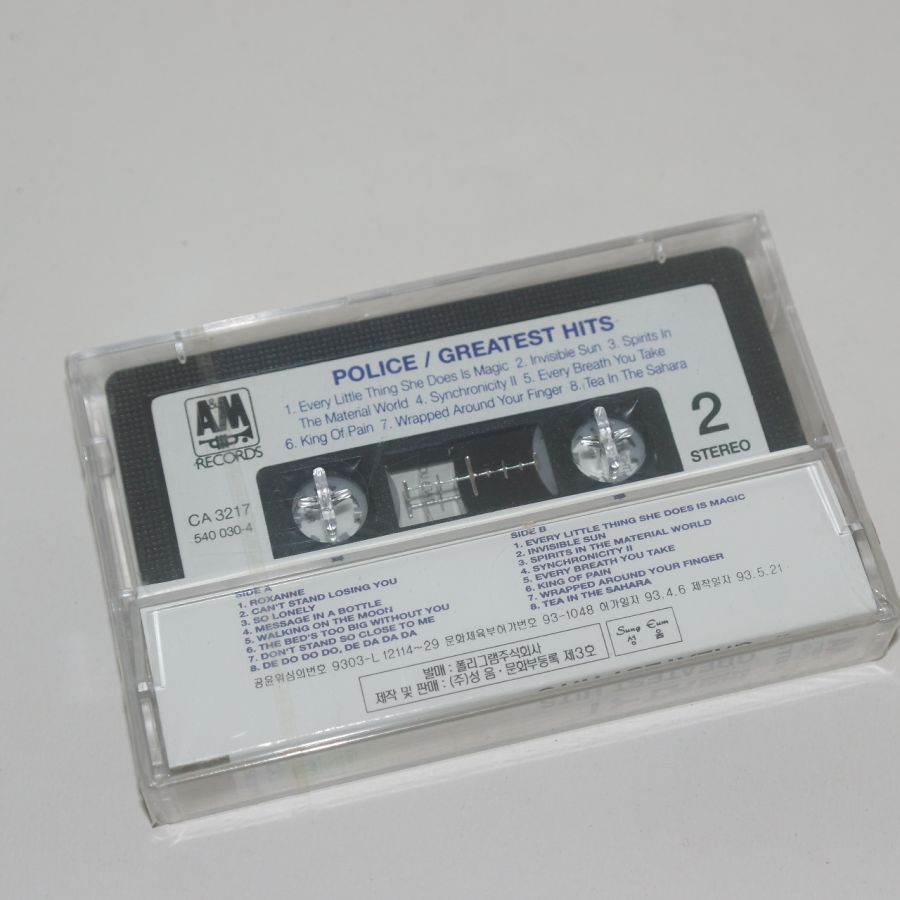 POLICE / GREATEST HITS
1. Every Little Thing She Does Is Magic 2. Invisible Sun 3. Spirits In
The Material World 4. Synchronicity II 5. Every Breath You Take
6. King Of Pain 7. Wrapped Around Your Finger 8. Tea In The Sahara
A&M
RECORDS
CA 3217
540 030-4
2
STEREO
SIDE A
1. ROXANNE
2. CAN'T STAND LOSING YOU
3. SO LONELY
4. MESSAGE IN A BOTTLE
5. WALKING ON THE MOON
6. THE BED'S TOO BIG WITHOUT YOU
7. DON'T STAND SO CLOSE TO ME
8. DE DO DO DO, DE DA DA DA
SIDE B
1. EVERY LITTLE THING SHE DOES IS MAGIC
2. INVISIBLE SUN
3. SPIRITS IN THE MATERIAL WORLD
4. SYNCHRONICITY II
5. EVERY BREATH YOU TAKE
6. KING OF PAIN
7. WRAPPED AROUND YOUR FINGER
8. TEA IN THE SAHARA
공윤위심의번호 9303-L 12114~29 문화체육부허가번호 93-1048 허가일자 93.4.6 제작일자 93.5.21
발매 : 폴리그램주식회사
제작 및 판매 : (주)성 음 · 문화부등록 제3호
Sung Eum
성 음